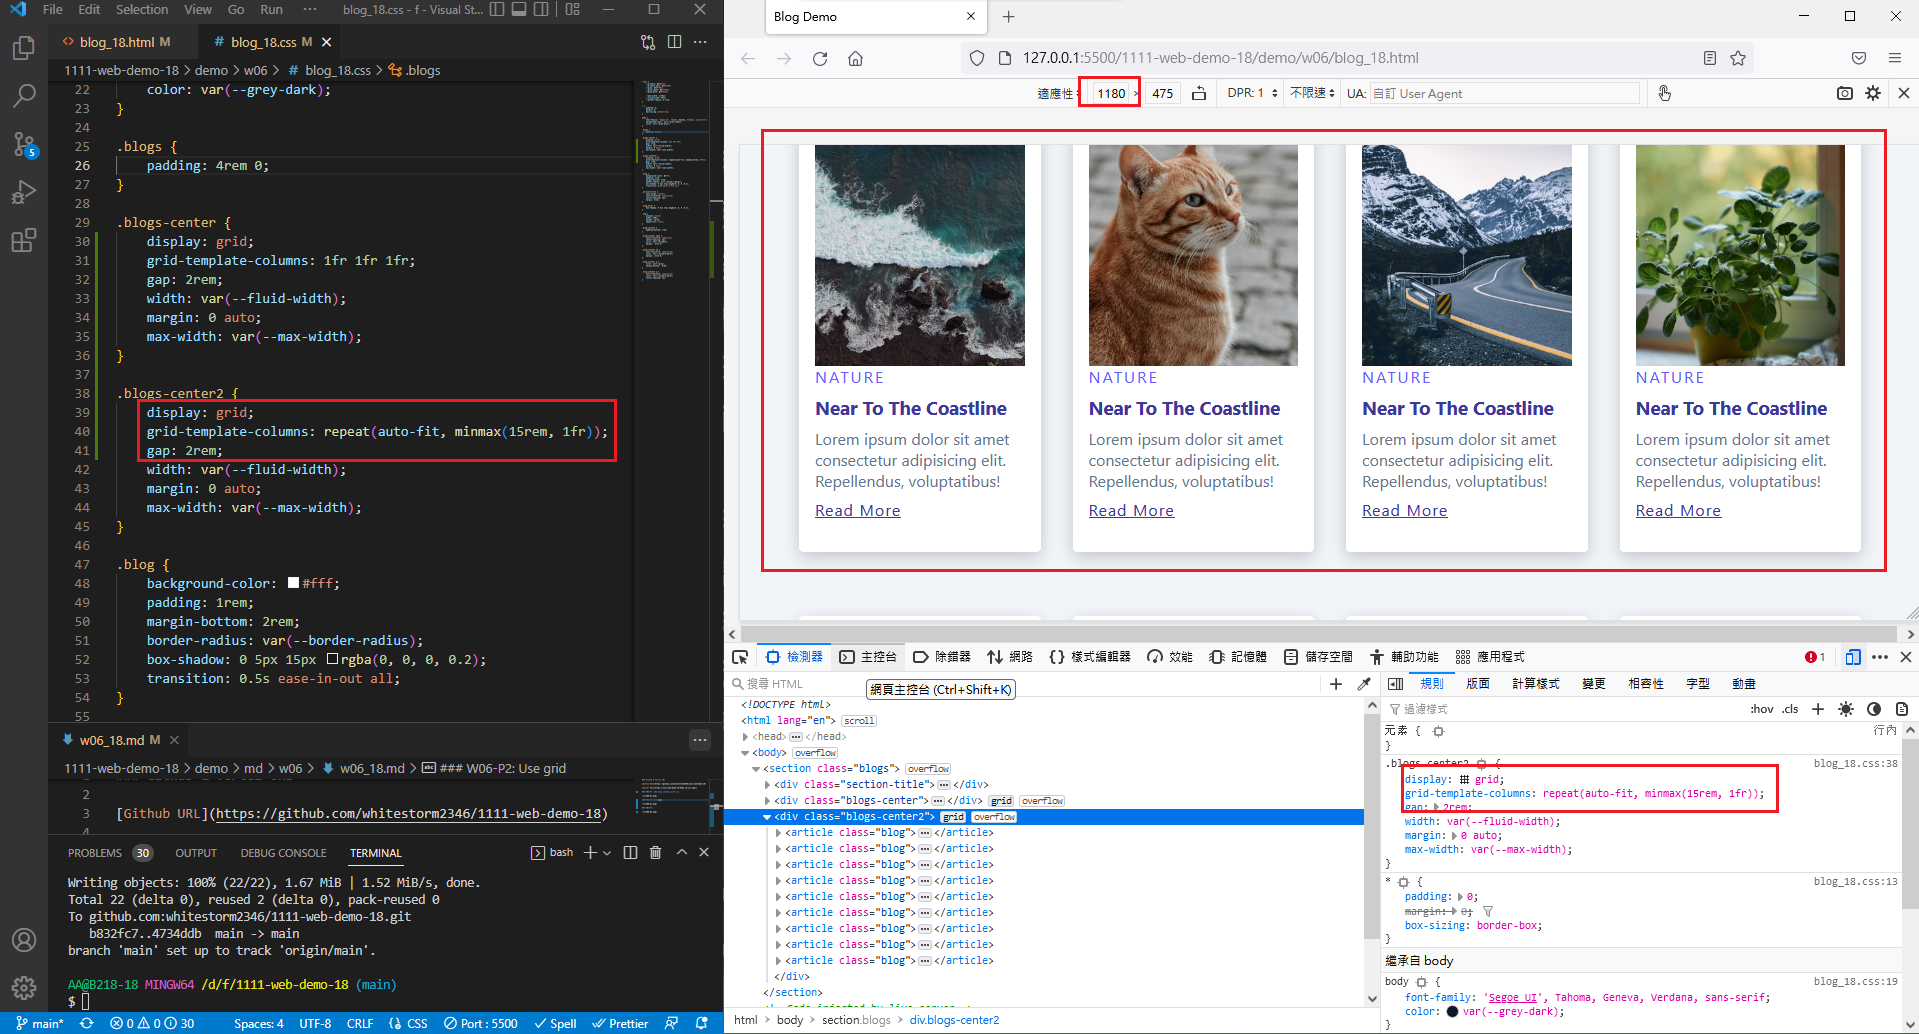 File Edit Selection View Go Run ··· blog_18.css - f - Visual St...
blog_18.html M
# blog_18.css M
1111-web-demo-18 > demo > w06 > # blog_18.css > .blogs
22 color: var(--grey-dark);
23 }
24
25 .blogs {
26 padding: 4rem 0;
27 }
28
29 .blogs-center {
30 display: grid;
31 grid-template-columns: 1fr 1fr 1fr;
32 gap: 2rem;
33 width: var(--fluid-width);
34 margin: 0 auto;
35 max-width: var(--max-width);
36 }
37
38 .blogs-center2 {
39 display: grid;
40 grid-template-columns: repeat(auto-fit, minmax(15rem, 1fr));
41 gap: 2rem;
42 width: var(--fluid-width);
43 margin: 0 auto;
44 max-width: var(--max-width);
45 }
46
47 .blog {
48 background-color: #fff;
49 padding: 1rem;
50 margin-bottom: 2rem;
51 border-radius: var(--border-radius);
52 box-shadow: 0 5px 15px rgba(0, 0, 0, 0.2);
53 transition: 0.5s ease-in-out all;
54 }
55
5
w06_18.md M
1111-web-demo-18 > demo > md > w06 > w06_18.md > ### W06-P2: Use grid
2
3 [Github URL](https://github.com/whitestorm2346/1111-web-demo-18)
4
PROBLEMS 30 OUTPUT DEBUG CONSOLE TERMINAL bash
Writing objects: 100% (22/22), 1.67 MiB | 1.52 MiB/s, done.
Total 22 (delta 0), reused 2 (delta 0), pack-reused 0
To github.com:whitestorm2346/1111-web-demo-18.git
b832fc7..4734ddb main -> main
branch 'main' set up to track 'origin/main'.
AA@B218-18 MINGW64 /d/f/1111-web-demo-18 (main)
$
main* 0 0 30 Spaces: 4 UTF-8 CRLF {} CSS Port : 5500 Spell Prettier
Blog Demo
127.0.0.1:5500/1111-web-demo-18/demo/w06/blog_18.html
適應性 1180 × 475 DPR: 1 不限速 UA: 自訂 User Agent
NATURE
Near To The Coastline
Lorem ipsum dolor sit amet
consectetur adipisicing elit.
Repellendus, voluptatibus!
Read More
NATURE
Near To The Coastline
Lorem ipsum dolor sit amet
consectetur adipisicing elit.
Repellendus, voluptatibus!
Read More
NATURE
Near To The Coastline
Lorem ipsum dolor sit amet
consectetur adipisicing elit.
Repellendus, voluptatibus!
Read More
NATURE
Near To The Coastline
Lorem ipsum dolor sit amet
consectetur adipisicing elit.
Repellendus, voluptatibus!
Read More
檢測器 主控台 除錯器 網路 {} 樣式編輯器 效能 記憶體 儲存空間 輔助功能 應用程式 1
搜尋 HTML
網頁主控台 (Ctrl+Shift+K)
<!DOCTYPE html>
<html lang="en"> scroll
<head> ··· </head>
<body> overflow
<section class="blogs"> overflow
<div class="section-title"> ··· </div>
<div class="blogs-center"> ··· </div> grid overflow
<div class="blogs-center2"> grid overflow
<article class="blog"> ··· </article>
<article class="blog"> ··· </article>
<article class="blog"> ··· </article>
<article class="blog"> ··· </article>
<article class="blog"> ··· </article>
<article class="blog"> ··· </article>
<article class="blog"> ··· </article>
<article class="blog"> ··· </article>
<article class="blog"> ··· </article>
</div>
</section>
html > body > section.blogs > div.blogs-center2
規則 版面 計算樣式 變更 相容性 字型 動畫
過濾樣式 :hov .cls
元素 { 行內
}
.blogs-center2 { blog_18.css:38
display: grid;
grid-template-columns: repeat(auto-fit, minmax(15rem, 1fr));
gap: 2rem;
width: var(--fluid-width);
margin: 0 auto;
max-width: var(--max-width);
}
* { blog_18.css:13
padding: 0;
margin: 0;
box-sizing: border-box;
}
繼承自 body
body { blog_18.css:19
font-family: 'Segoe UI', Tahoma, Geneva, Verdana, sans-serif;
color: var(--grey-dark);
}